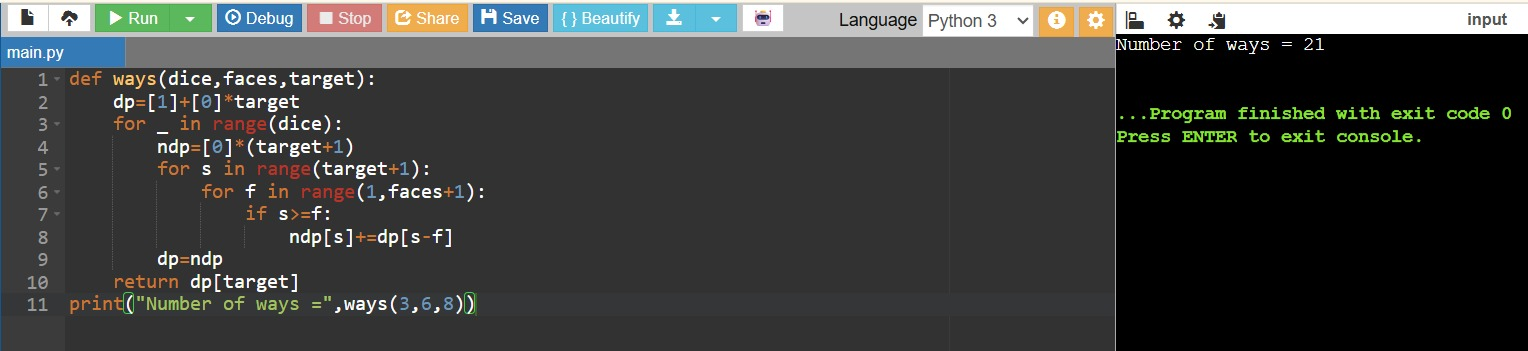 Run Debug Stop Share Save { } Beautify Language Python 3 input
main.py
1 def ways(dice,faces,target):
2     dp=[1]+[0]*target
3     for _ in range(dice):
4         ndp=[0]*(target+1)
5         for s in range(target+1):
6             for f in range(1,faces+1):
7                 if s>=f:
8                     ndp[s]+=dp[s-f]
9         dp=ndp
10     return dp[target]
11 print("Number of ways =",ways(3,6,8))
Number of ways = 21
...Program finished with exit code 0
Press ENTER to exit console.